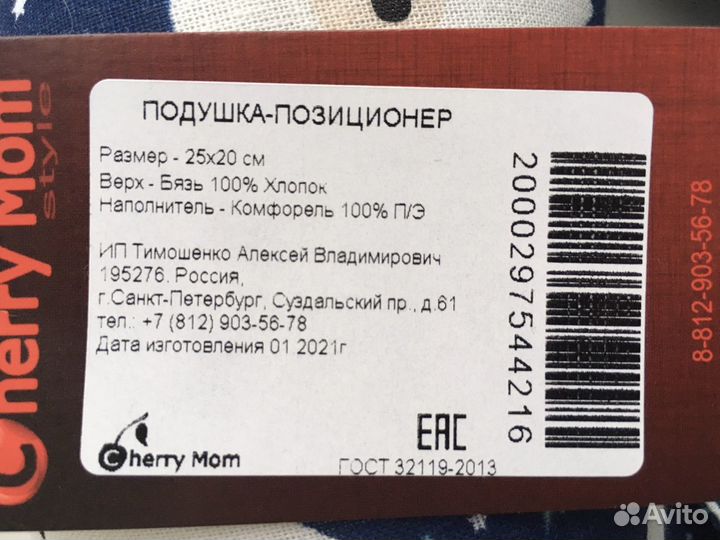 Cherry Mom
style
ПОДУШКА-ПОЗИЦИОНЕР
Размер - 25x20 см
Верх - Бязь 100% Хлопок
Наполнитель - Комфорель 100% П/Э
ИП Тимошенко Алексей Владимирович
195276. Россия,
г.Санкт-Петербург, Суздальский пр., д.61
тел.: +7 (812) 903-56-78
Дата изготовления 01 2021г
Cherry Mom
EAC
ГОСТ 32119-2013
2000297544216
8-812-903-56-78
Avito